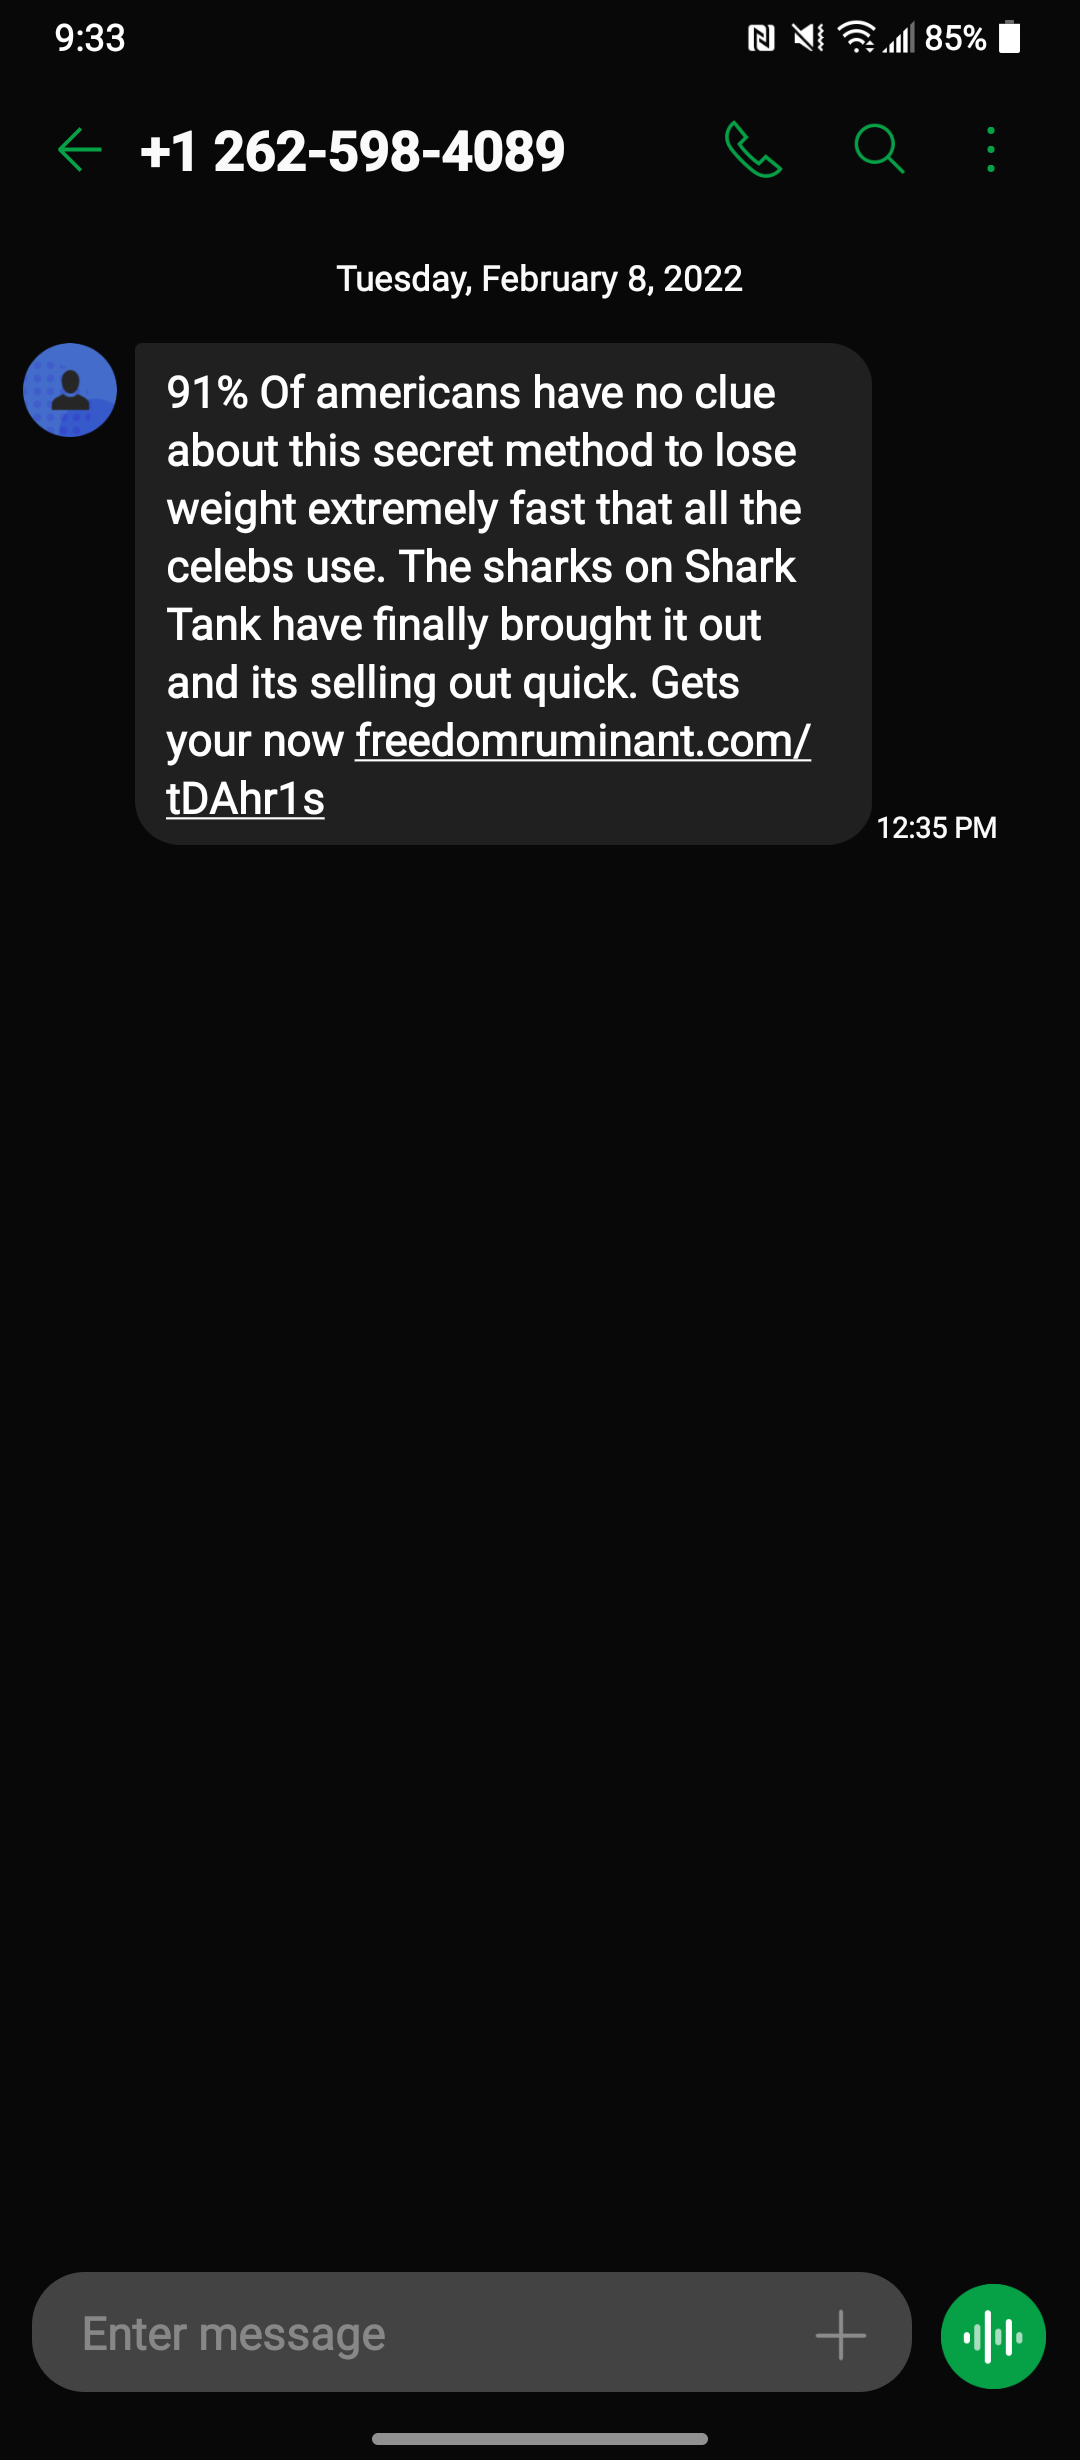 9:33
85%
+1 262-598-4089
Tuesday, February 8, 2022
91% Of americans have no clue
about this secret method to lose
weight extremely fast that all the
celebs use. The sharks on Shark
Tank have finally brought it out
and its selling out quick. Gets
your now freedomruminant.com/
tDAhr1s
12:35 PM
Enter message